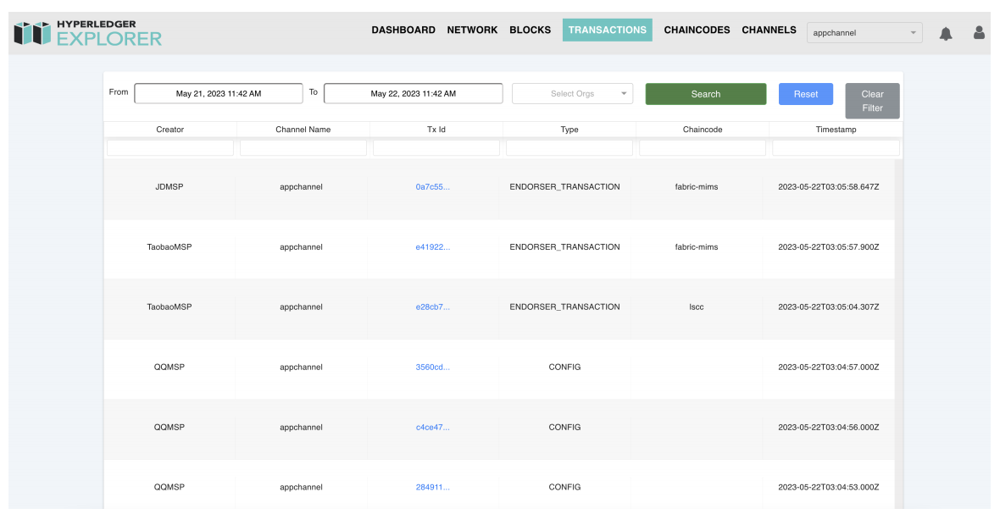 HYPERLEDGER
EXPLORER
DASHBOARD NETWORK BLOCKS TRANSACTIONS CHAINCODES CHANNELS appchannel
From May 21, 2023 11:42 AM To May 22, 2023 11:42 AM Select Orgs Search Reset Clear
Filter
Creator Channel Name Tx Id Type Chaincode Timestamp
JDMSP appchannel 0a7c55... ENDORSER_TRANSACTION fabric-mims 2023-05-22T03:05:58.647Z
TaobaoMSP appchannel e41922... ENDORSER_TRANSACTION fabric-mims 2023-05-22T03:05:57.900Z
TaobaoMSP appchannel e28cb7... ENDORSER_TRANSACTION lscc 2023-05-22T03:05:04.307Z
QQMSP appchannel 3560cd... CONFIG 2023-05-22T03:04:57.000Z
QQMSP appchannel c4ce47... CONFIG 2023-05-22T03:04:56.000Z
QQMSP appchannel 284911... CONFIG 2023-05-22T03:04:53.000Z